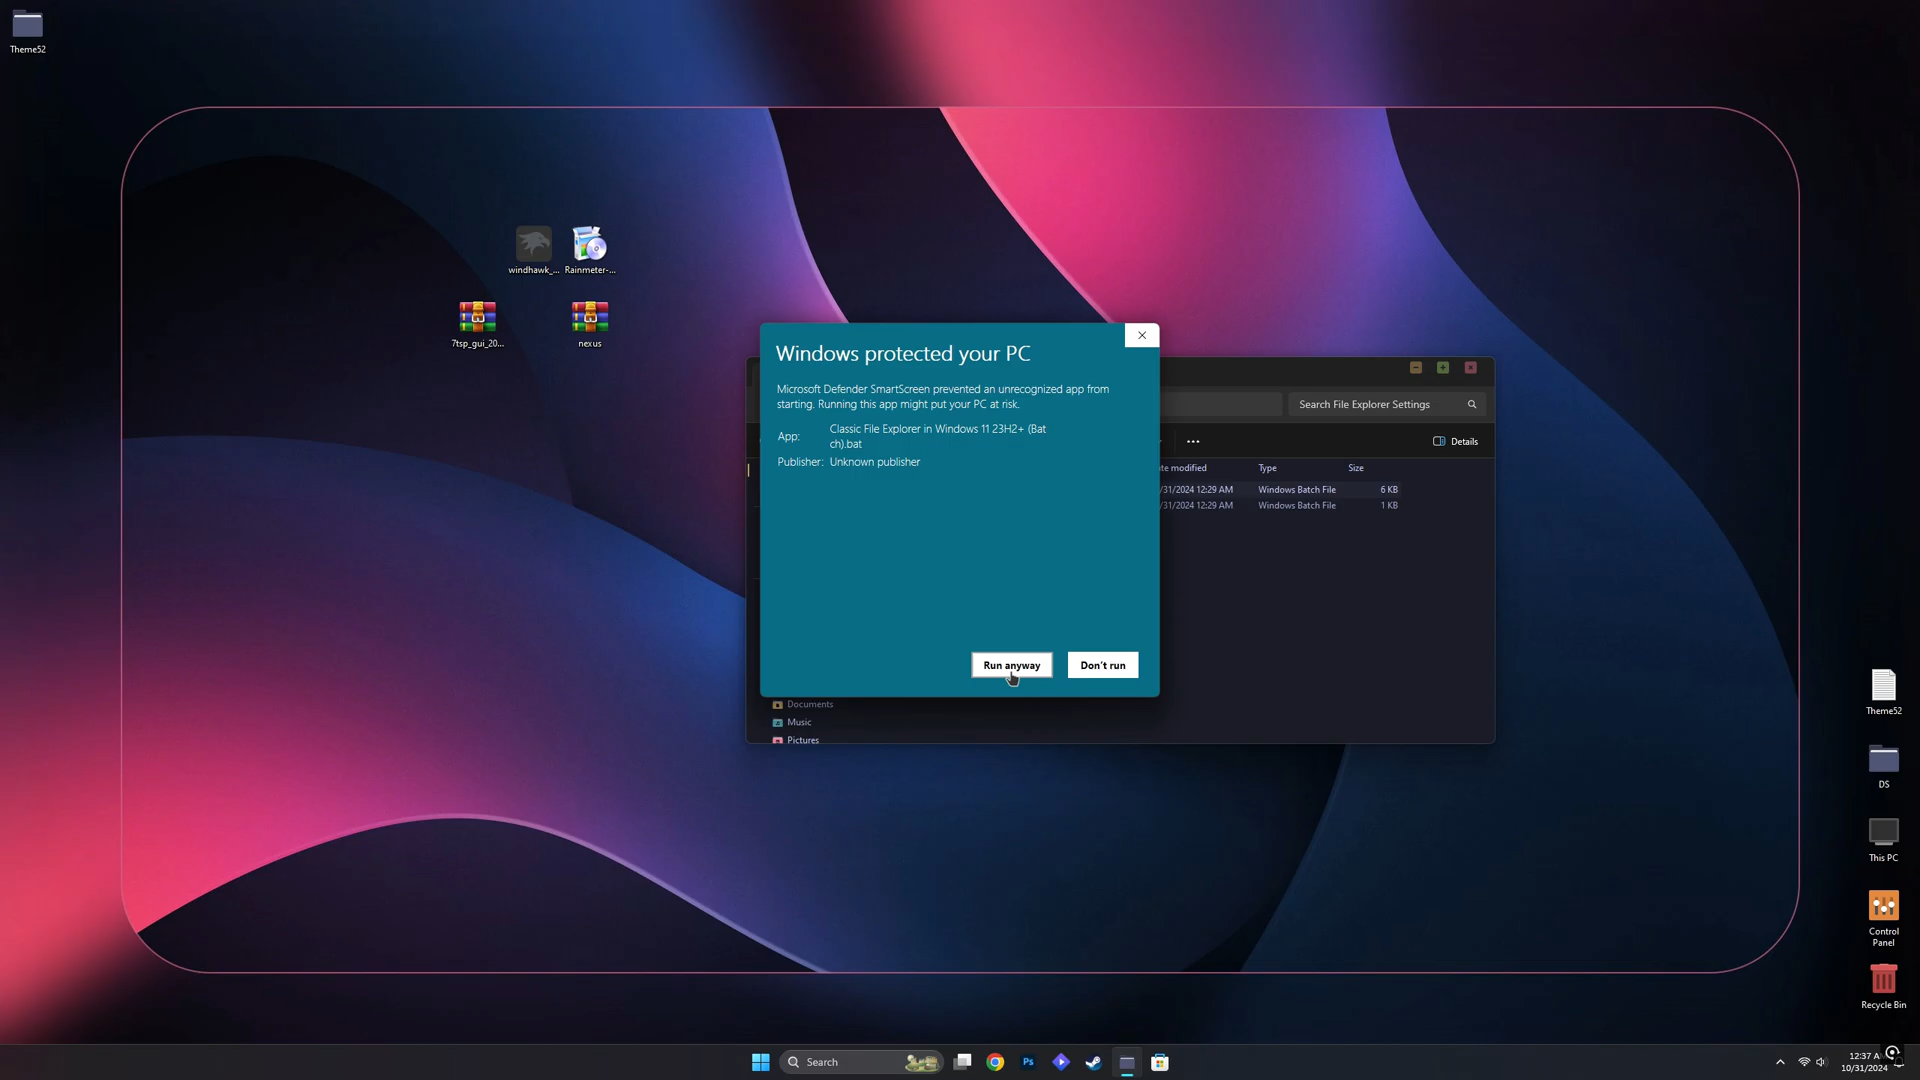 Theme52
windhawk_...
Rainmeter-...
7tsp_gui_20...
nexus
Windows protected your PC
Microsoft Defender SmartScreen prevented an unrecognized app from
starting. Running this app might put your PC at risk.
App:
Classic File Explorer in Windows 11 23H2+ (Bat
ch).bat
Publisher: Unknown publisher
Run anyway
Don't run
Search File Explorer Settings
Details
te modified
Type
Size
/31/2024 12:29 AM
Windows Batch File
6 KB
/31/2024 12:29 AM
Windows Batch File
1 KB
Documents
Music
Pictures
Theme52
DS
This PC
Control
Panel
Recycle Bin
Search
Ps
12:37 A
10/31/2024